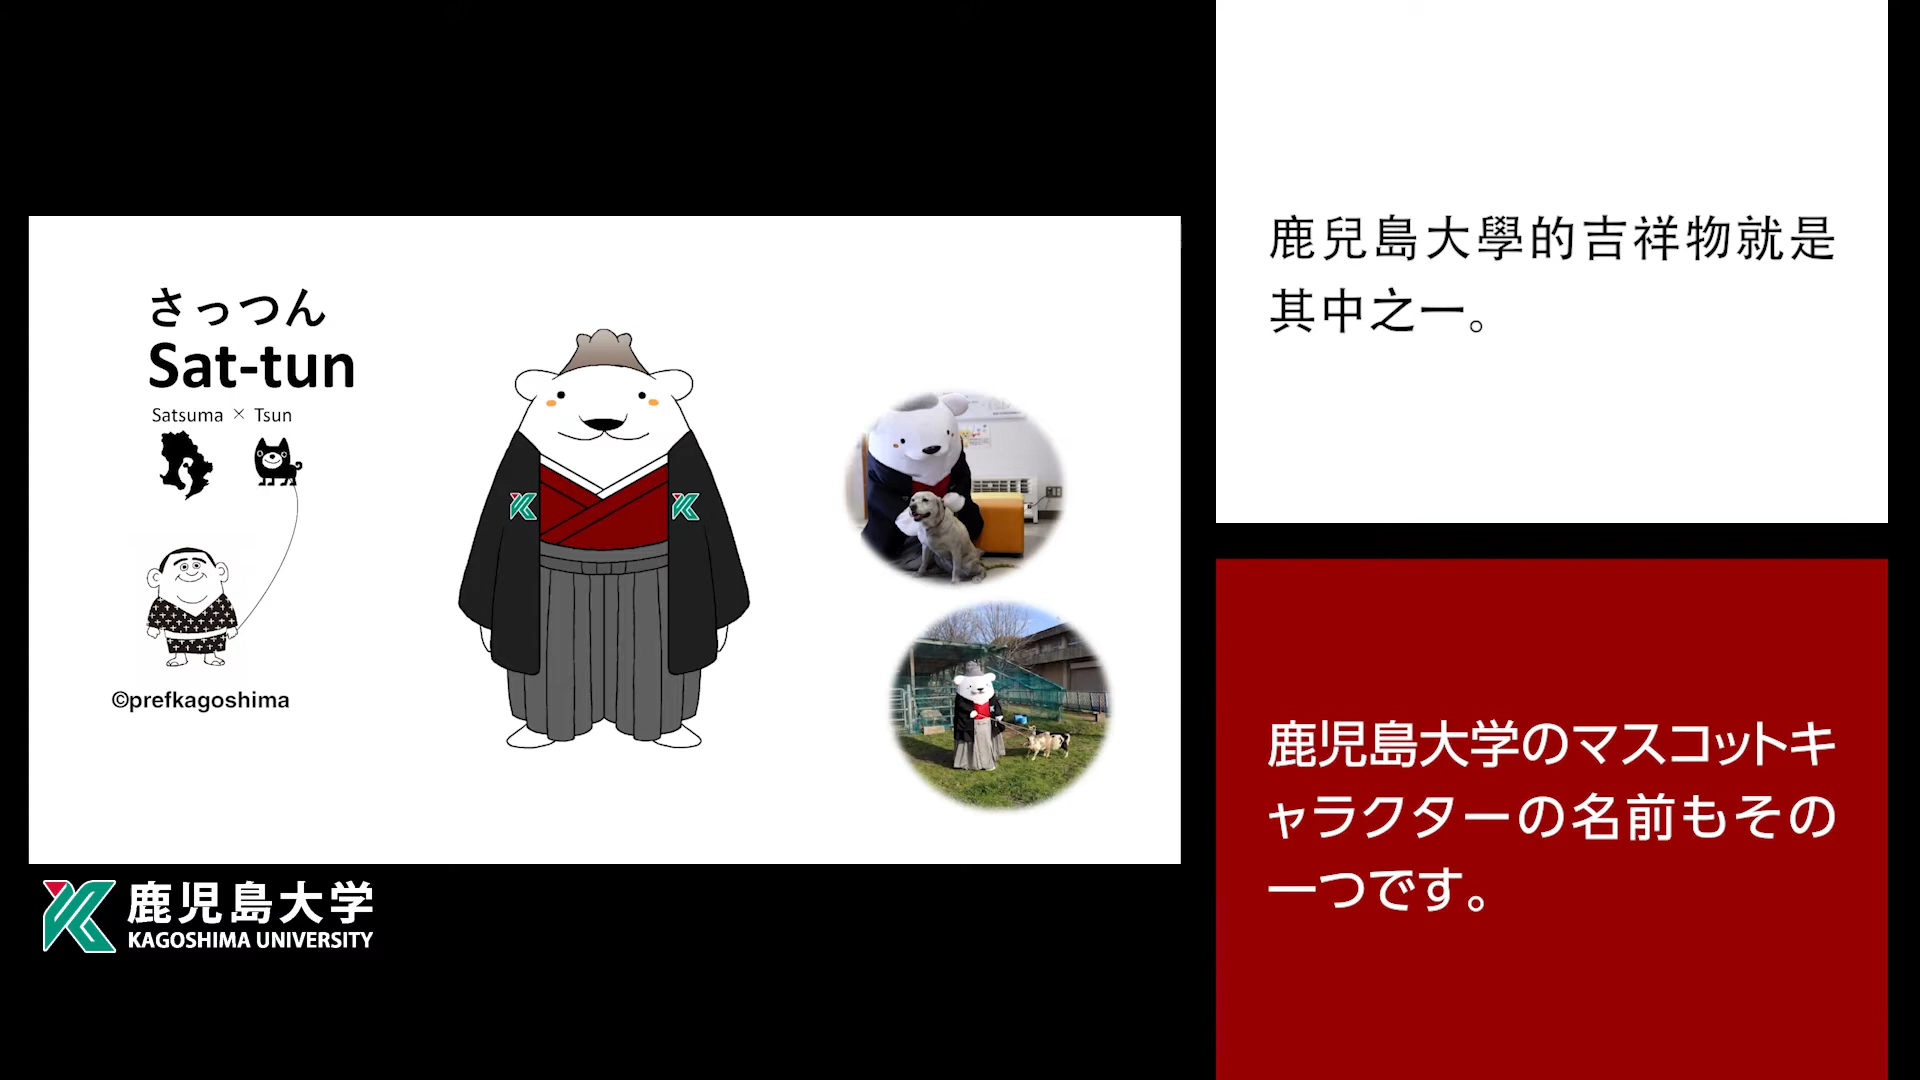 さっつん
Sat-tun
Satsuma × Tsun
©prefkagoshima
鹿児島大学
KAGOSHIMA UNIVERSITY
鹿兒島大學的吉祥物就是
其中之一。
鹿児島大学のマスコットキ
ャラクターの名前もその
一つです。